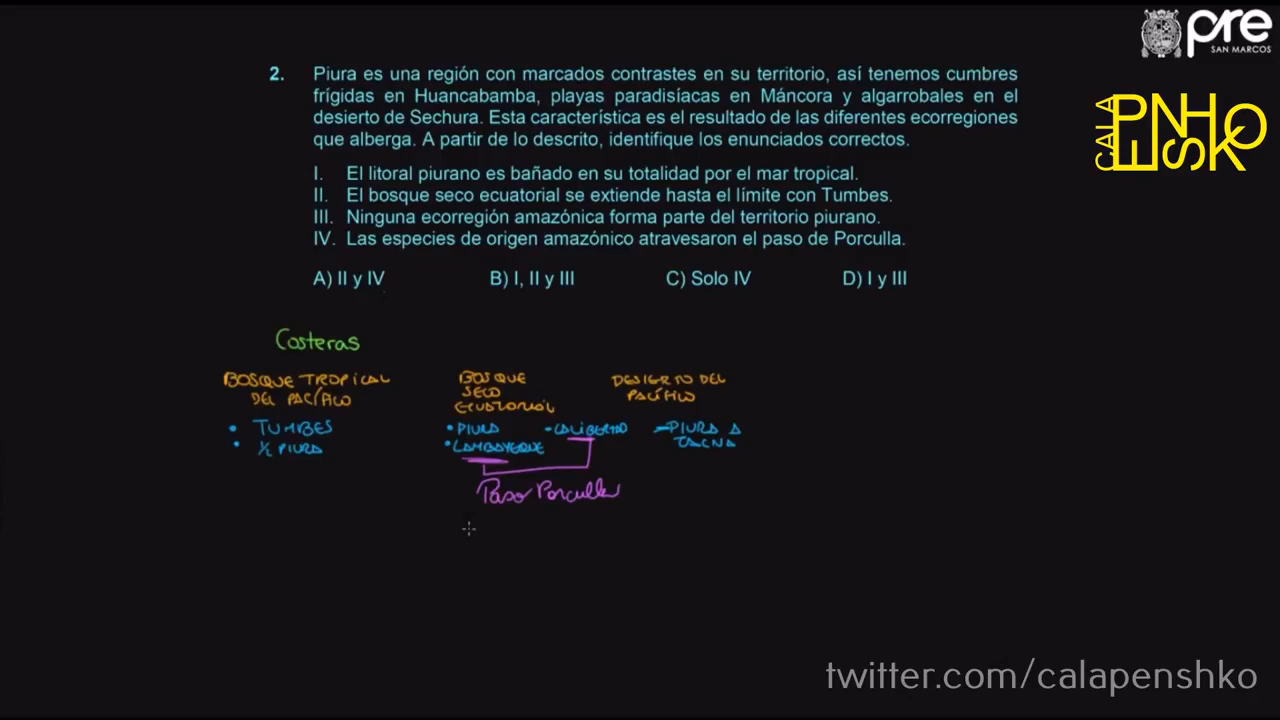 pre
SAN MARCOS
CALA
PENSHKO
2. Piura es una región con marcados contrastes en su territorio, así tenemos cumbres
frígidas en Huancabamba, playas paradisíacas en Máncora y algarrobales en el
desierto de Sechura. Esta característica es el resultado de las diferentes ecorregiones
que alberga. A partir de lo descrito, identifique los enunciados correctos.
I. El litoral piurano es bañado en su totalidad por el mar tropical.
II. El bosque seco ecuatorial se extiende hasta el límite con Tumbes.
III. Ninguna ecorregión amazónica forma parte del territorio piurano.
IV. Las especies de origen amazónico atravesaron el paso de Porculla.
A) II y IV B) I, II y III C) Solo IV D) I y III
Costeras
BOSQUE TROPICAL
DEL PACÍFICO
• TUMBES
• ½ PIURA
BOSQUE
SECO
ECUATORIAL
• PIURA - LA LIBERTAD
• LAMBAYEQUE
DESIERTO DEL
PACÍFICO
- PIURA A
TACNA
Paso Porculla
twitter.com/calapenshko